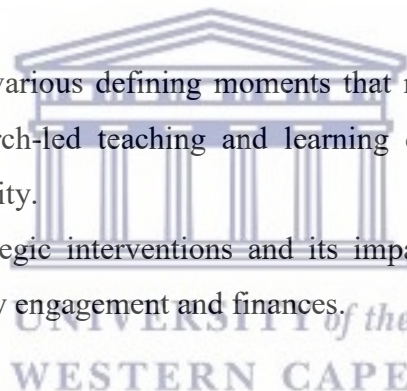 various defining moments that
rch-led teaching and learning
ity.
egic interventions and its impa
y engagement and finances.
UNIVERSITY of the
WESTERN CAPE